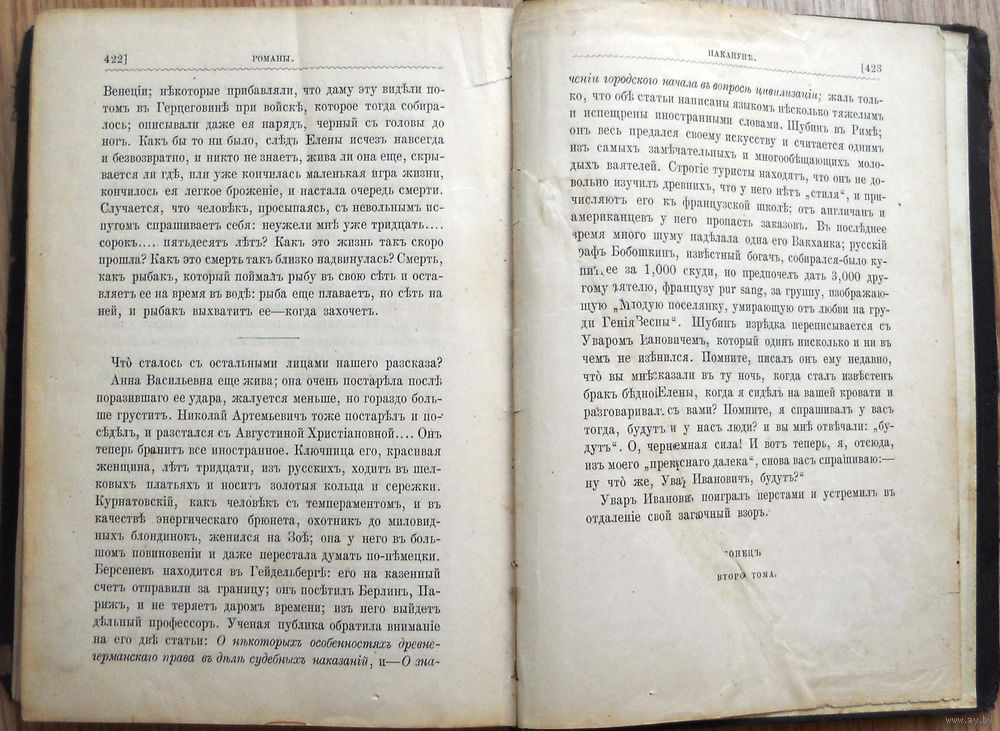 422]
РОМАНЫ.
Венеціи; нѣкоторые прибавляли, что даму эту видѣли по-
томъ въ Герцеговинѣ при войскѣ, которое тогда собира-
лось; описывали даже ея нарядъ, черный съ головы до
ногъ. Какъ бы то ни было, слѣдъ Елены исчезъ навсегда
и безвозвратно, и никто не знаетъ, жива ли она еще, скры-
вается ли гдѣ, или уже кончилась маленькая игра жизни,
кончилось ея легкое броженіе, и настала очередь смерти.
Случается, что человѣкъ, просыпаясь, съ невольнымъ ис-
пугомъ спрашиваетъ себя: неужели мнѣ уже тридцать....
сорокъ.... пятьдесятъ лѣтъ? Какъ это жизнь такъ скоро
прошла? Какъ это смерть такъ близко надвинулась? Смерть,
какъ рыбакъ, который поймалъ рыбу въ свою сѣть и оста-
вляетъ ее на время въ водѣ: рыба еще плаваетъ, но сѣть на
ней, и рыбакъ выхватитъ ее—когда захочетъ.
Что̀ сталось съ остальными лицами нашего разсказа?
Анна Васильевна еще жива; она очень постарѣла послѣ
поразившаго ее удара, жалуется меньше, но гораздо боль-
ше груститъ. Николай Артемьевичъ тоже постарѣлъ и по-
сѣдѣлъ, и разстался съ Августиной Христіановной.... Онъ
теперь бранитъ все иностранное. Ключница его, красивая
женщина, лѣтъ тридцати, изъ русскихъ, ходитъ въ шел-
ковыхъ платьяхъ и носитъ золотыя кольца и сережки.
Курнатовскій, какъ человѣкъ съ темпераментомъ, и въ
качествѣ энергическаго брюнета, охотникъ до миловид-
ныхъ блондинокъ, женился на Зоѣ; она у него въ боль-
шомъ повиновеніи и даже перестала думать по-нѣмецки.
Берсеневъ находится въ Гейдельбергѣ: его на казенный
счетъ отправили за границу; онъ посѣтилъ Берлинъ, Па-
рижъ, и не теряетъ даромъ времени; изъ него выйдетъ
дѣльный профессоръ. Ученая публика обратила вниманіе
на его двѣ статьи: О нѣкоторыхъ особенностяхъ древне-
германскаго права въ дѣлѣ судебныхъ наказаній, и—О зна-
НАКАНУНѢ.
[423
ченіи городского начала въ вопросѣ цивилизаціи; жаль толь-
ко, что обѣ статьи написаны языкомъ нѣсколько тяжелымъ
и испещрены иностранными словами. Шубинъ въ Римѣ;
онъ весь предался своему искусству и считается однимъ
изъ самыхъ замѣчательныхъ и многообѣщающихъ моло-
дыхъ ваятелей. Строгіе туристы находятъ, что онъ не до-
вольно изучилъ древнихъ, что у него нѣтъ „стиля“, и при-
числяютъ его къ французской школѣ; отъ англичанъ и
американцевъ у него пропасть заказовъ. Въ послѣднее
время много шуму надѣлала одна его Вакханка; русскій
рафъ Бобошкинъ, извѣстный богачъ, собирался-было ку-
пить ее за 1,000 скуди, но предпочелъ дать 3,000 дру-
гому ятелю, французу pur sang, за группу, изображаю-
щую „Молодую поселянку, умирающую отъ любви на гру-
ди Генія Весны“. Шубинъ изрѣдка переписывается съ
Уваромъ Ивановичемъ, который одинъ нисколько и ни въ
чемъ не измѣнился. Помните, писалъ онъ ему недавно,
что̀ вы мнѣ сказали въ ту ночь, когда сталъ извѣстенъ
бракъ бѣдной Елены, когда я сидѣлъ на вашей кровати и
разговаривалъ съ вами? Помните, я спрашивалъ у васъ
тогда, будутъ и у насъ люди? и вы мнѣ отвѣчали: „бу-
дутъ“. О, черноземная сила! И вотъ теперь, я, отсюда,
изъ моего „прекраснаго далека“, снова васъ спрашиваю:—
ну что̀ же, Уваръ Ивановичъ, будутъ?“
Уваръ Ивановичъ поигралъ перстами и устремилъ въ
отдаленіе свой загадочный взоръ.
ОНЕЦЪ
ВТОРО ТОМА.
www.ay.by